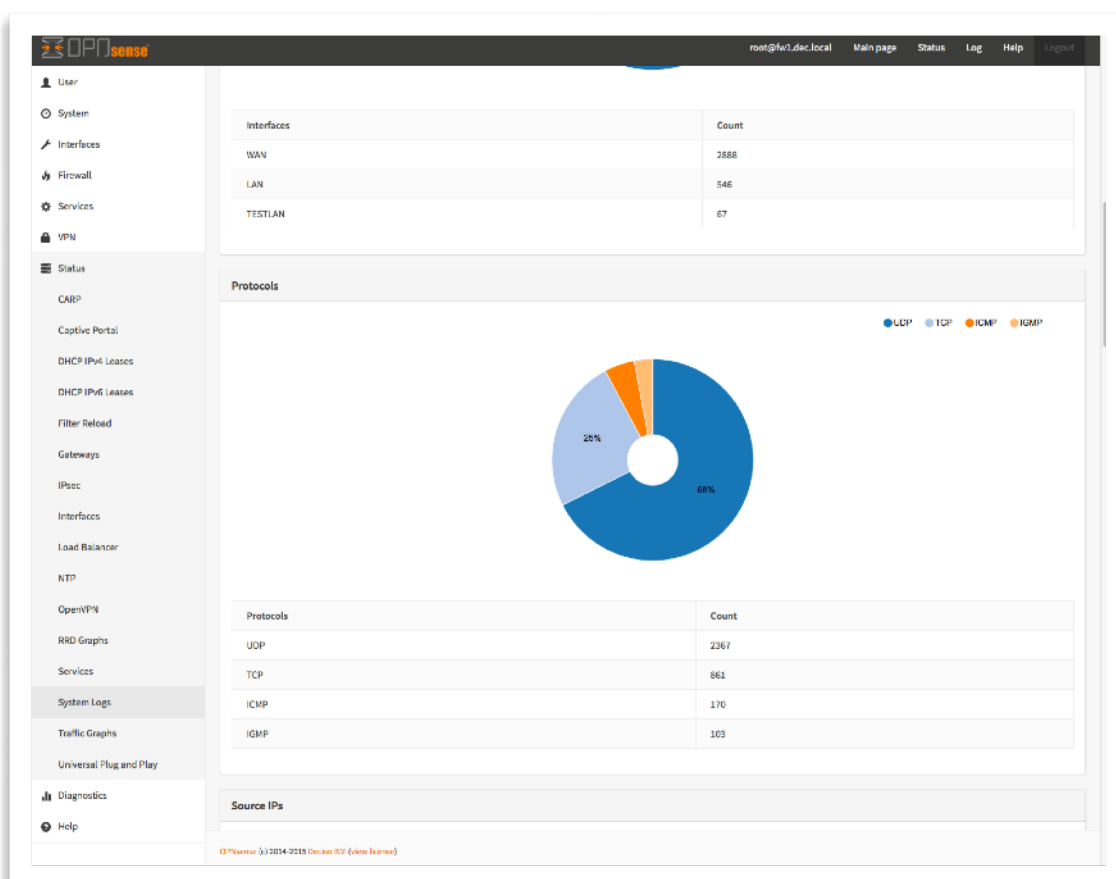 OPNsense
root@fw1.dec.local Main page Status Log Help Logout
User
System
Interfaces
Firewall
Services
VPN
Status
CARP
Captive Portal
DHCP IPv4 Leases
DHCP IPv6 Leases
Filter Reload
Gateways
IPsec
Interfaces
Load Balancer
NTP
OpenVPN
RRD Graphs
Services
System Logs
Traffic Graphs
Universal Plug and Play
Diagnostics
Help
Interfaces Count
WAN 2888
LAN 546
TESTLAN 67
Protocols
UDP TCP ICMP IGMP
25%
68%
Protocols Count
UDP 2367
TCP 861
ICMP 170
IGMP 103
Source IPs
OPNsense (c) 2014-2015 Deciso B.V. (view license)